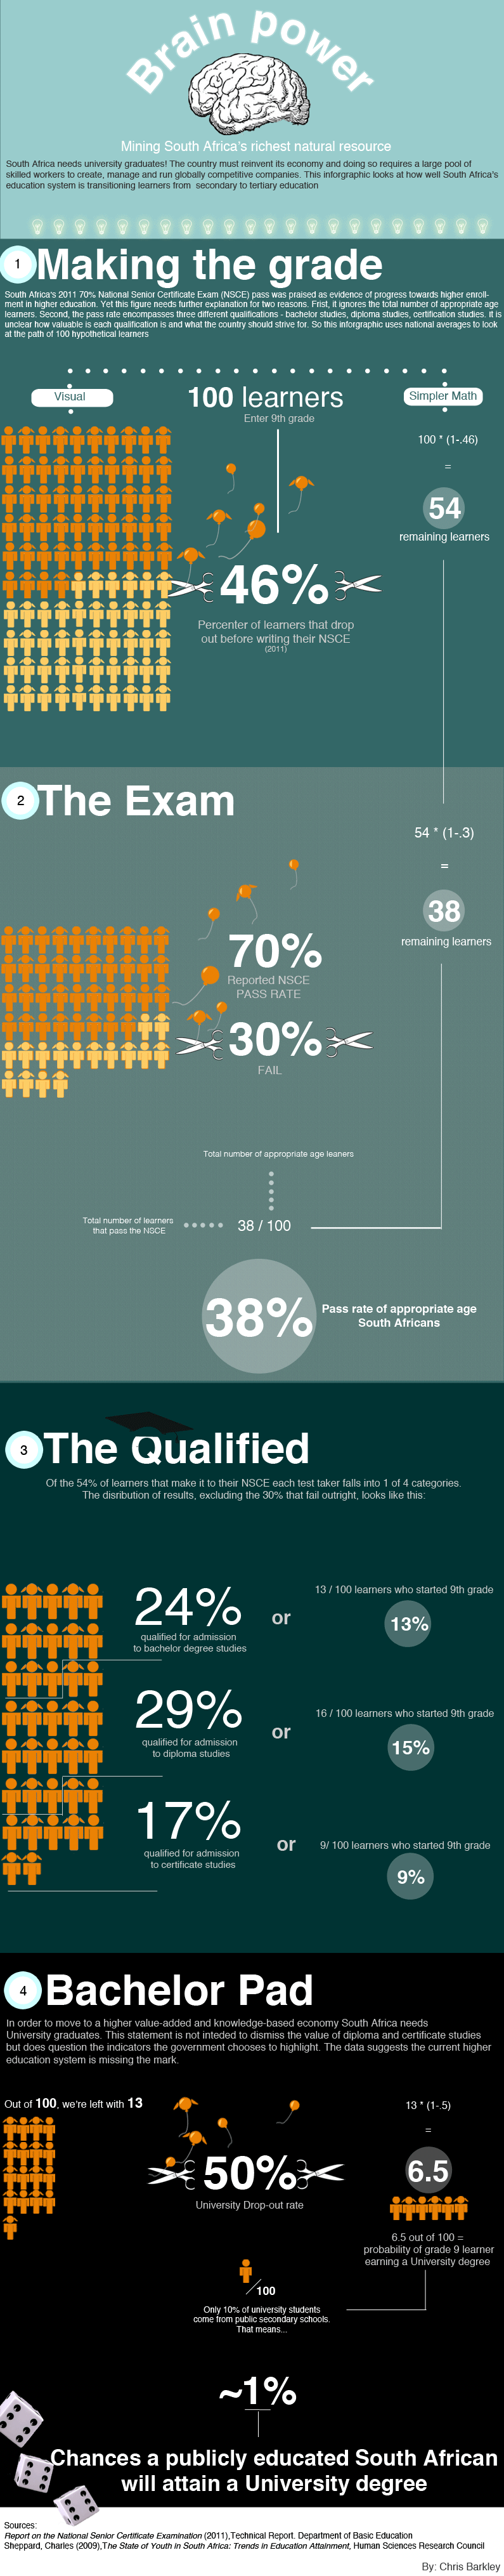 Brain power
Mining South Africa's richest natural resource
South Africa needs university graduates! The country must reinvent its economy and doing so requires a large pool of
skilled workers to create, manage and run globally competitive companies. This infographic looks at how well South Africa's
education system is transitioning learners from secondary to tertiary education
1 Making the grade
South Africa's 2011 70% National Senior Certificate Exam (NSCE) pass was praised as evidence of progress towards higher enroll-
ment in higher education. Yet this figure needs further explanation for two reasons. First, it ignores the total number of appropriate age
learners. Second, the pass rate encompasses three different qualifications - bachelor studies, diploma studies, certification studies. it is
unclear how valuable is each qualification is and what the country should strive for. So this inforgraphic uses national averages to look
at the path of 100 hypothetical learners
Visual
100 learners
Enter 9th grade
Simpler Math
100 * (1-.46)
=
54
remaining learners
46%
Percenter of learners that drop
out before writing their NSCE
(2011)
2 The Exam
54 * (1-.3)
=
38
remaining learners
70%
Reported NSCE
PASS RATE
30%
FAIL
Total number of appropriate age leaners
Total number of learners
that pass the NSCE
38 / 100
38%
Pass rate of appropriate age
South Africans
3 The Qualified
Of the 54% of learners that make it to their NSCE each test taker falls into 1 of 4 categories.
The disribution of results, excluding the 30% that fail outright, looks like this:
24%
qualified for admission
to bachelor degree studies
or
13 / 100 learners who started 9th grade
13%
29%
qualified for admission
to diploma studies
or
16 / 100 learners who started 9th grade
15%
17%
qualified for admission
to certificate studies
or
9/ 100 learners who started 9th grade
9%
4 Bachelor Pad
In order to move to a higher value-added and knowledge-based economy South Africa needs
University graduates. This statement is not inteded to dismiss the value of diploma and certificate studies
but does question the indicators the government chooses to highlight. The data suggests the current higher
education system is missing the mark.
Out of 100, we're left with 13
50%
University Drop-out rate
13 * (1-.5)
=
6.5
6.5 out of 100 =
probability of grade 9 learner
earning a University degree
100
Only 10% of university students
come from public secondary schools.
That means...
~1%
Chances a publicly educated South African
will attain a University degree
Sources:
Report on the National Senior Certificate Examination (2011),Technical Report. Department of Basic Education
Sheppard, Charles (2009),The State of Youth in South Africa: Trends in Education Attainment, Human Sciences Research Council
By: Chris Barkley